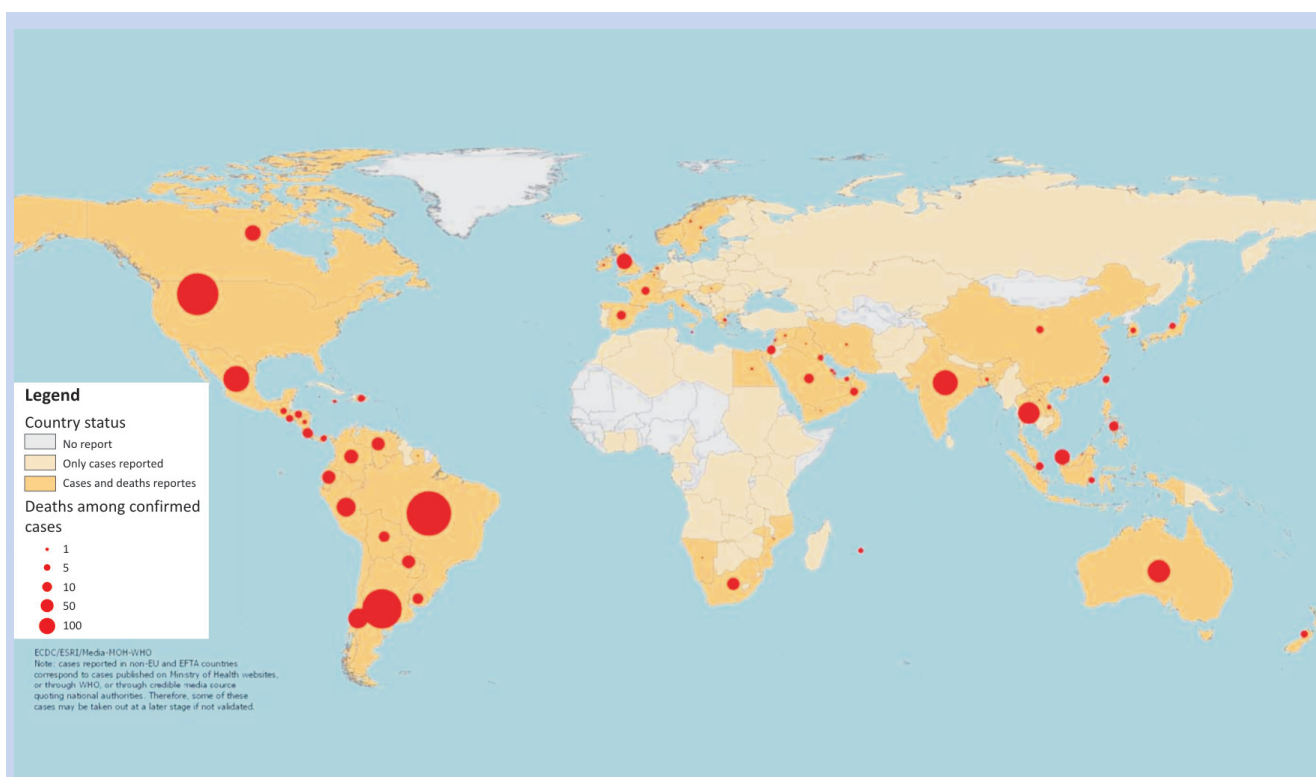 Legend
Country status
No report
Only cases reported
Cases and deaths reportes
Deaths among confirmed
cases
1
5
10
50
100
ECDC/ESRI/Media-MOH-WHO
Note: cases reported in non-EU and EFTA countries
correspond to cases published on Ministry of Health websites,
or through WHO, or through credible media source
quoting national authorities. Therefore, some of these
cases may be taken out at a later stage if not validated.